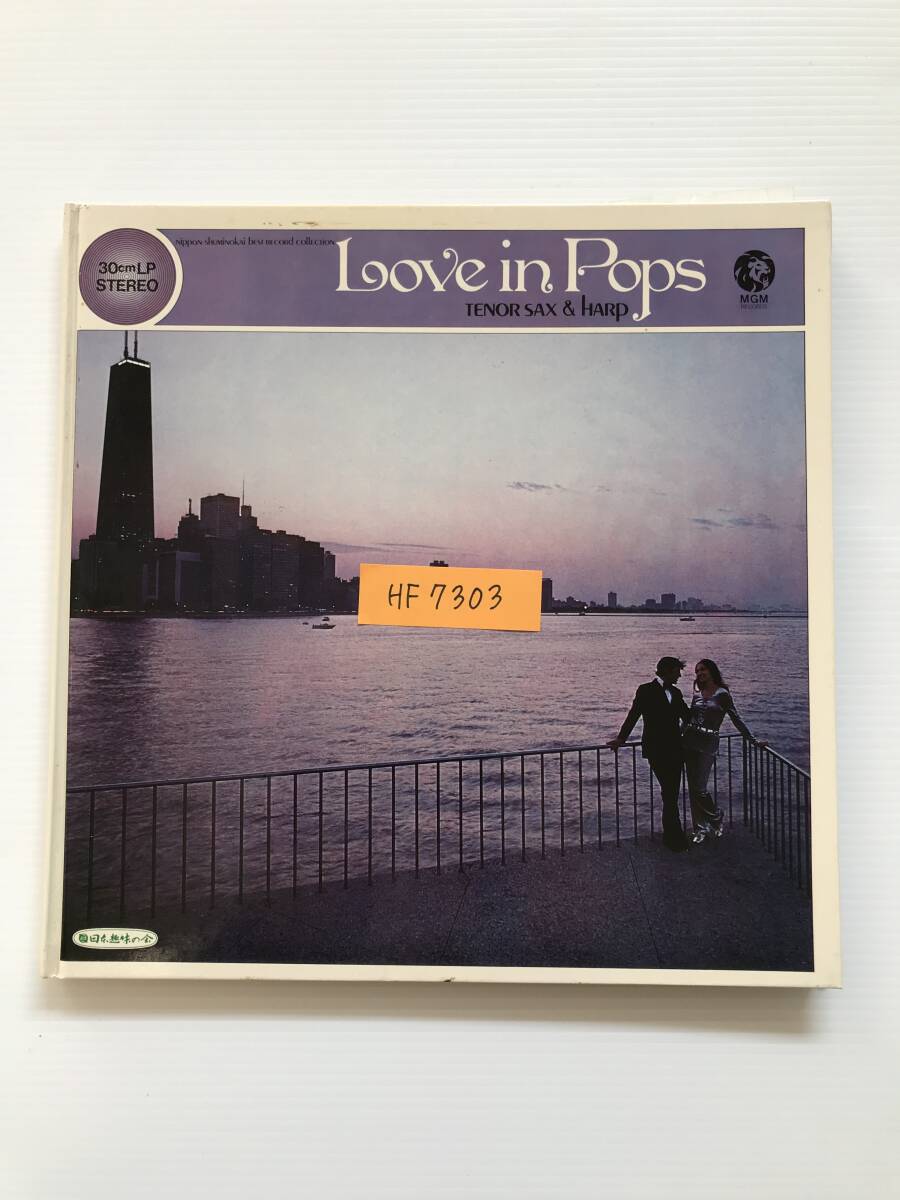 30cm LP
STEREO
nippon-shuminokai best record collection
Love in Pops
TENOR SAX & HARP
MGM
RECORDS
HF 7303
日本趣味の会